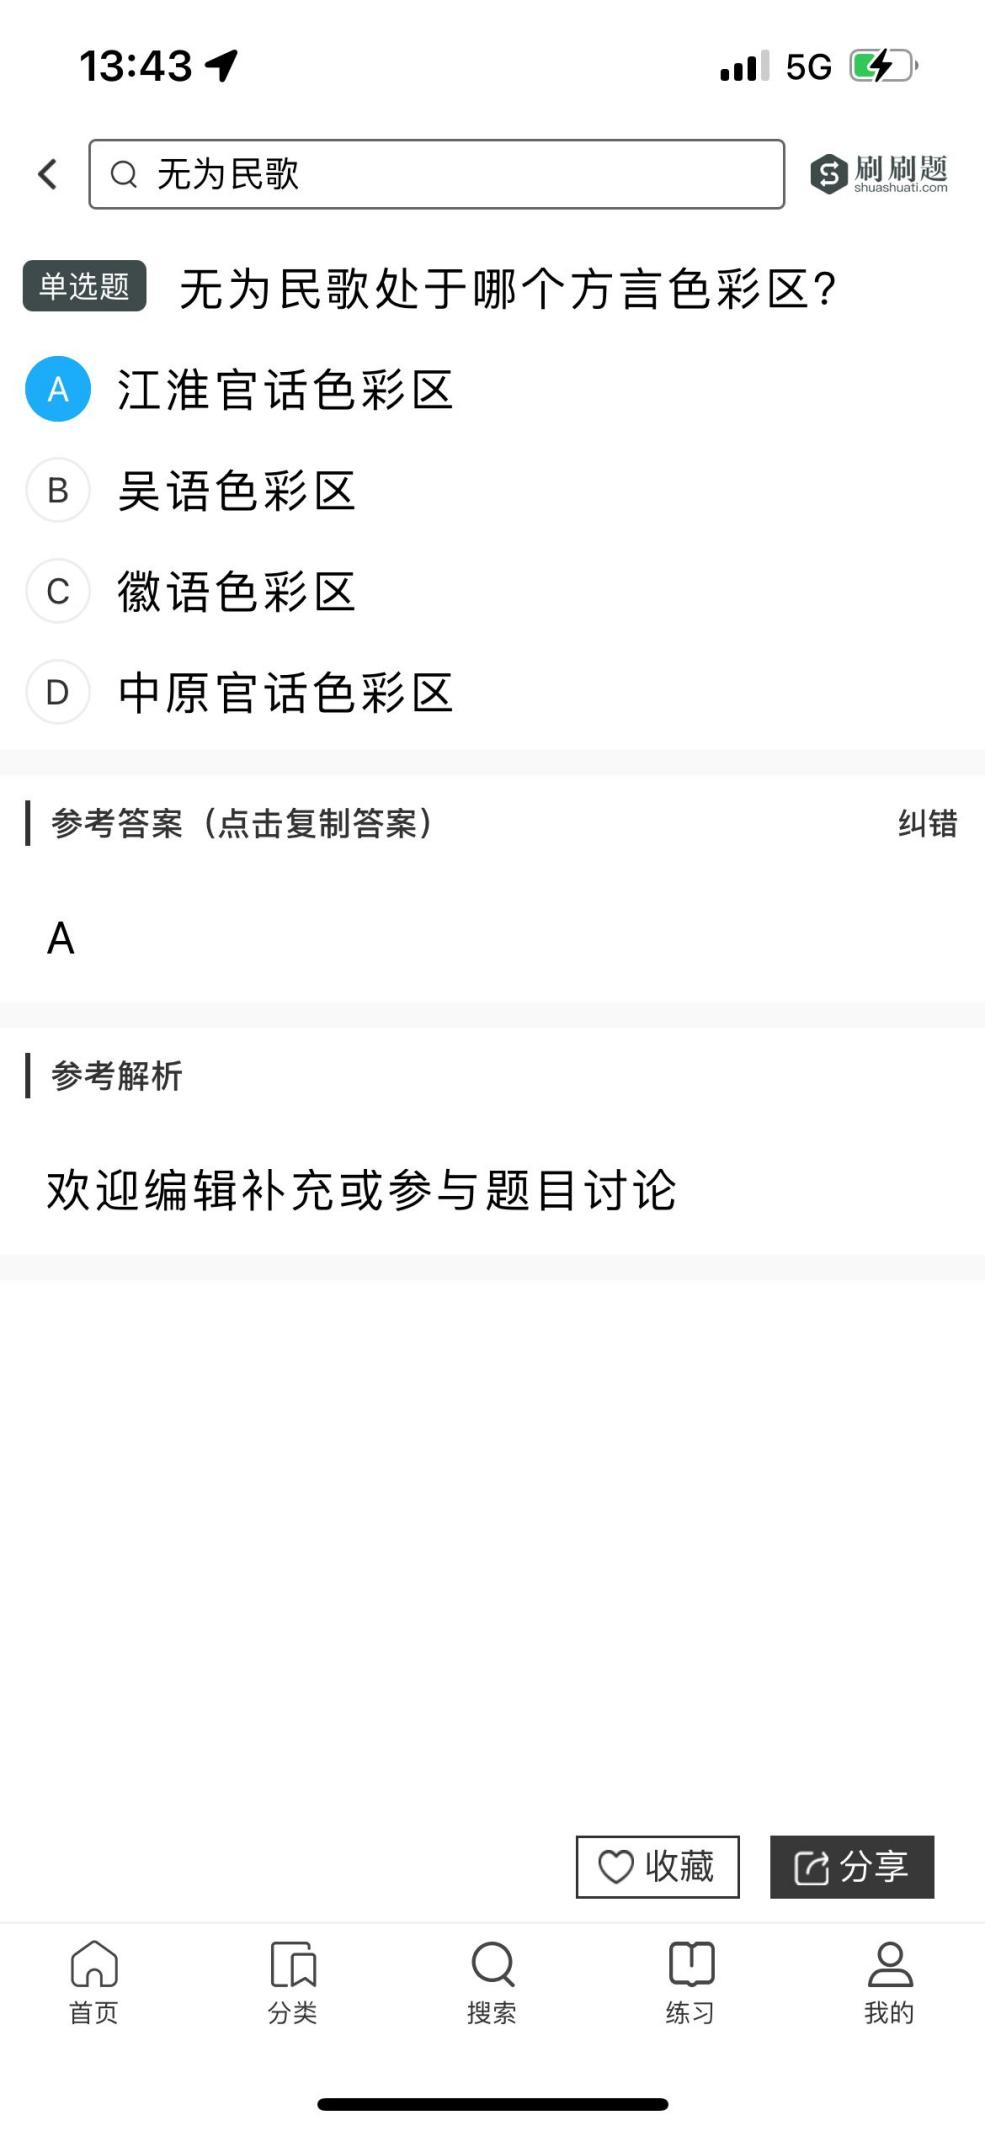 13:43
5G
无为民歌
刷刷题
shuashuati.com
单选题 无为民歌处于哪个方言色彩区?
A 江淮官话色彩区
B 吴语色彩区
C 徽语色彩区
D 中原官话色彩区
参考答案（点击复制答案） 纠错
A
参考解析
欢迎编辑补充或参与题目讨论
收藏 分享
首页 分类 搜索 练习 我的